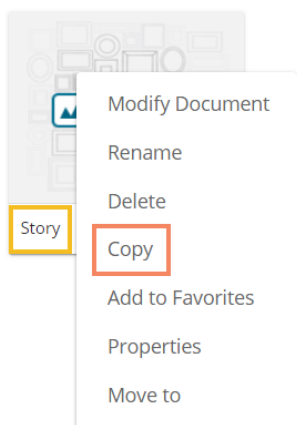 Modify Document
Rename
Delete
Story
Copy
Add to Favorites
Properties
Move to